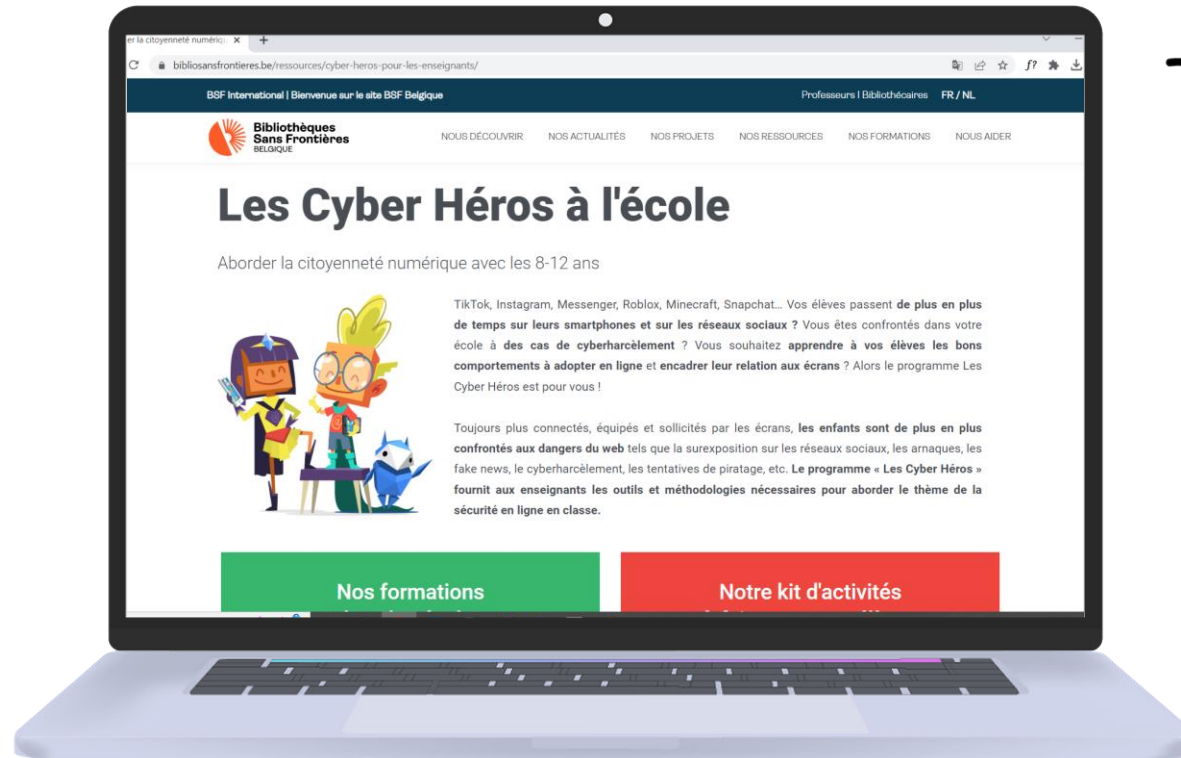 er la citoyenneté numériq
bibliosansfrontieres.be/ressources/cyber-heros-pour-les-enseignants/
BSF International | Bienvenue sur le site BSF Belgique
Professeurs | Bibliothécaires FR / NL
Bibliothèques
Sans Frontières
BELGIQUE
NOUS DÉCOUVRIR NOS ACTUALITÉS NOS PROJETS NOS RESSOURCES NOS FORMATIONS NOUS AIDER
Les Cyber Héros à l'école
Aborder la citoyenneté numérique avec les 8-12 ans
TikTok, Instagram, Messenger, Roblox, Minecraft, Snapchat… Vos élèves passent de plus en plus
de temps sur leurs smartphones et sur les réseaux sociaux ? Vous êtes confrontés dans votre
école à des cas de cyberharcèlement ? Vous souhaitez apprendre à vos élèves les bons
comportements à adopter en ligne et encadrer leur relation aux écrans ? Alors le programme Les
Cyber Héros est pour vous !
Toujours plus connectés, équipés et sollicités par les écrans, les enfants sont de plus en plus
confrontés aux dangers du web tels que la surexposition sur les réseaux sociaux, les arnaques, les
fake news, le cyberharcèlement, les tentatives de piratage, etc. Le programme « Les Cyber Héros »
fournit aux enseignants les outils et méthodologies nécessaires pour aborder le thème de la
sécurité en ligne en classe.
Nos formations
Notre kit d'activités